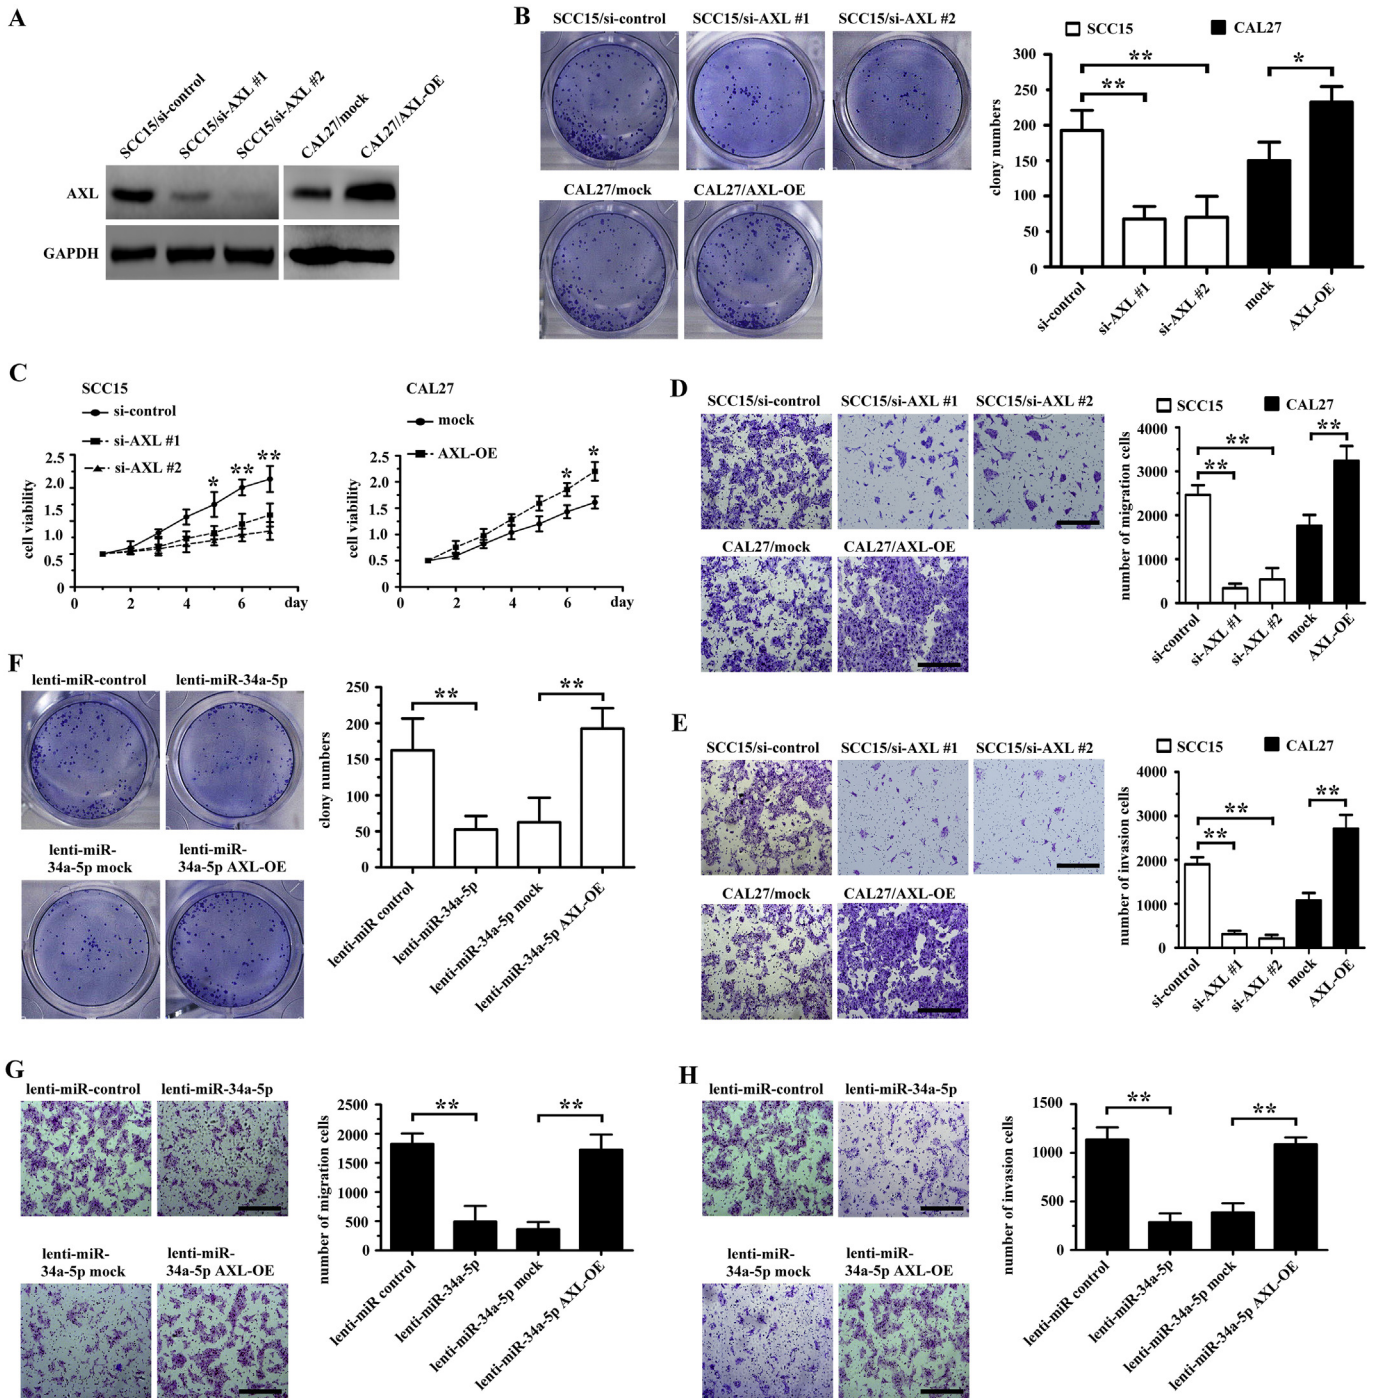 A
SCC15/si-control
SCC15/si-AXL #1
SCC15/si-AXL #2
CAL27/mock
CAL27/AXL-OE
AXL
GAPDH
B
SCC15/si-control
SCC15/si-AXL #1
SCC15/si-AXL #2
CAL27/mock
CAL27/AXL-OE
SCC15
CAL27
clony numbers
300
250
200
150
100
50
0
**
**
*
si-control
si-AXL #1
si-AXL #2
mock
AXL-OE
C
SCC15
si-control
si-AXL #1
si-AXL #2
cell viability
2.5
2.0
1.5
1.0
0.5
0
*
**
**
0
2
4
6
day
CAL27
mock
AXL-OE
cell viability
2.5
2.0
1.5
1.0
0.5
0
*
*
0
2
4
6
day
D
SCC15/si-control
SCC15/si-AXL #1
SCC15/si-AXL #2
CAL27/mock
CAL27/AXL-OE
SCC15
CAL27
number of migration cells
4000
3000
2000
1000
0
**
**
**
si-control
si-AXL #1
si-AXL #2
mock
AXL-OE
E
SCC15/si-control
SCC15/si-AXL #1
SCC15/si-AXL #2
CAL27/mock
CAL27/AXL-OE
SCC15
CAL27
number of invasion cells
4000
3000
2000
1000
0
**
**
**
si-control
si-AXL #1
si-AXL #2
mock
AXL-OE
F
lenti-miR-control
lenti-miR-34a-5p
lenti-miR-
34a-5p mock
lenti-miR-
34a-5p AXL-OE
clony numbers
250
200
150
100
50
0
**
**
lenti-miR control
lenti-miR-34a-5p
lenti-miR-34a-5p mock
lenti-miR-34a-5p AXL-OE
G
lenti-miR-control
lenti-miR-34a-5p
lenti-miR-
34a-5p mock
lenti-miR-
34a-5p AXL-OE
number of migration cells
2500
2000
1500
1000
500
0
**
**
lenti-miR control
lenti-miR-34a-5p
lenti-miR-34a-5p mock
lenti-miR-34a-5p AXL-OE
H
lenti-miR-control
lenti-miR-34a-5p
lenti-miR-
34a-5p mock
lenti-miR-
34a-5p AXL-OE
number of invasion cells
1500
1000
500
0
**
**
lenti-miR control
lenti-miR-34a-5p
lenti-miR-34a-5p mock
lenti-miR-34a-5p AXL-OE